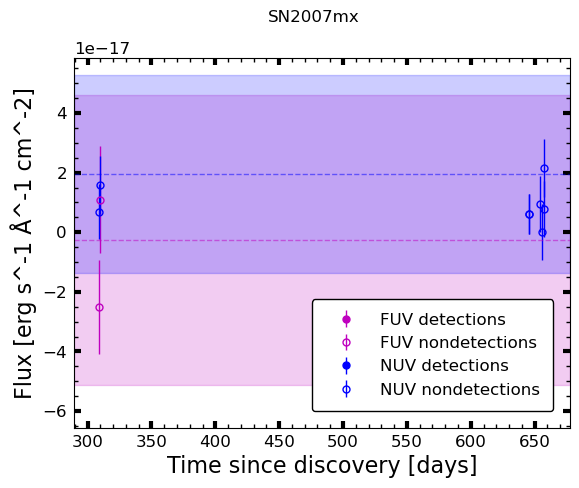 SN2007mx
1e−17
4
2
0
−2
−4
−6
Flux [erg s^-1 Å^-1 cm^-2]
FUV detections
FUV nondetections
NUV detections
NUV nondetections
300 350 400 450 500 550 600 650
Time since discovery [days]